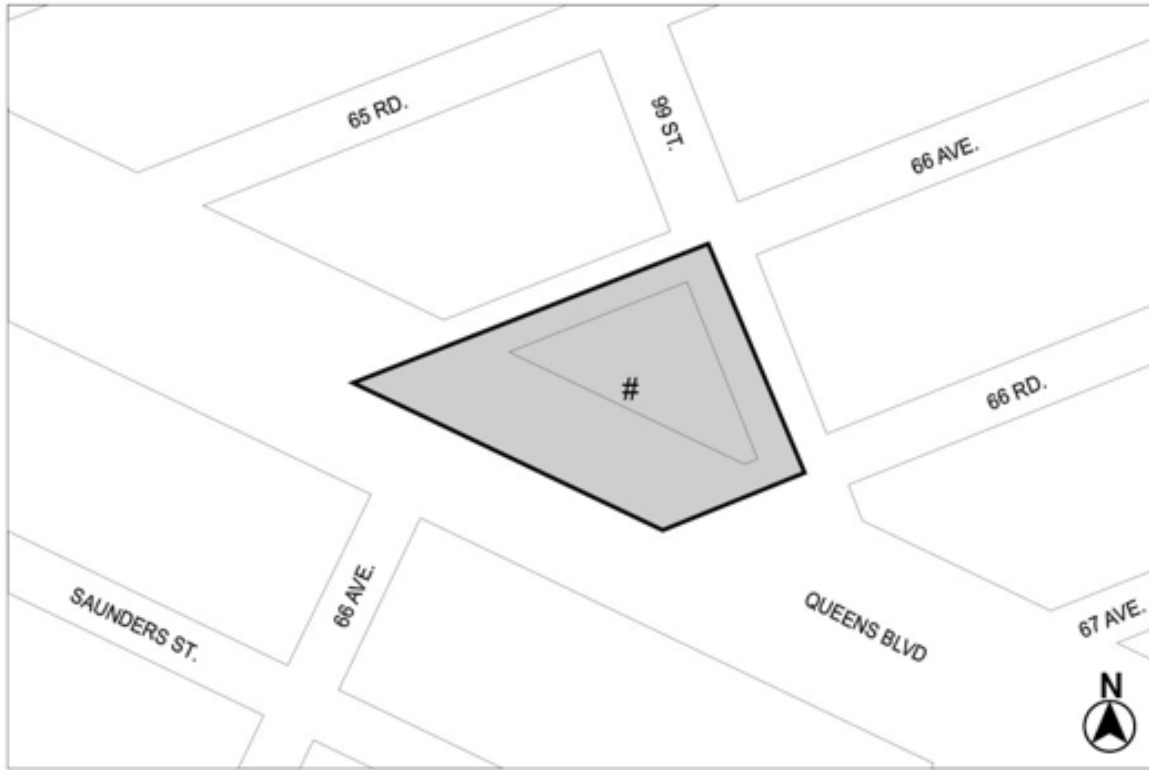 65 RD.
99 ST.
66 AVE.
#
66 RD.
66 AVE.
SAUNDERS ST.
QUEENS BLVD
67 AVE.
N